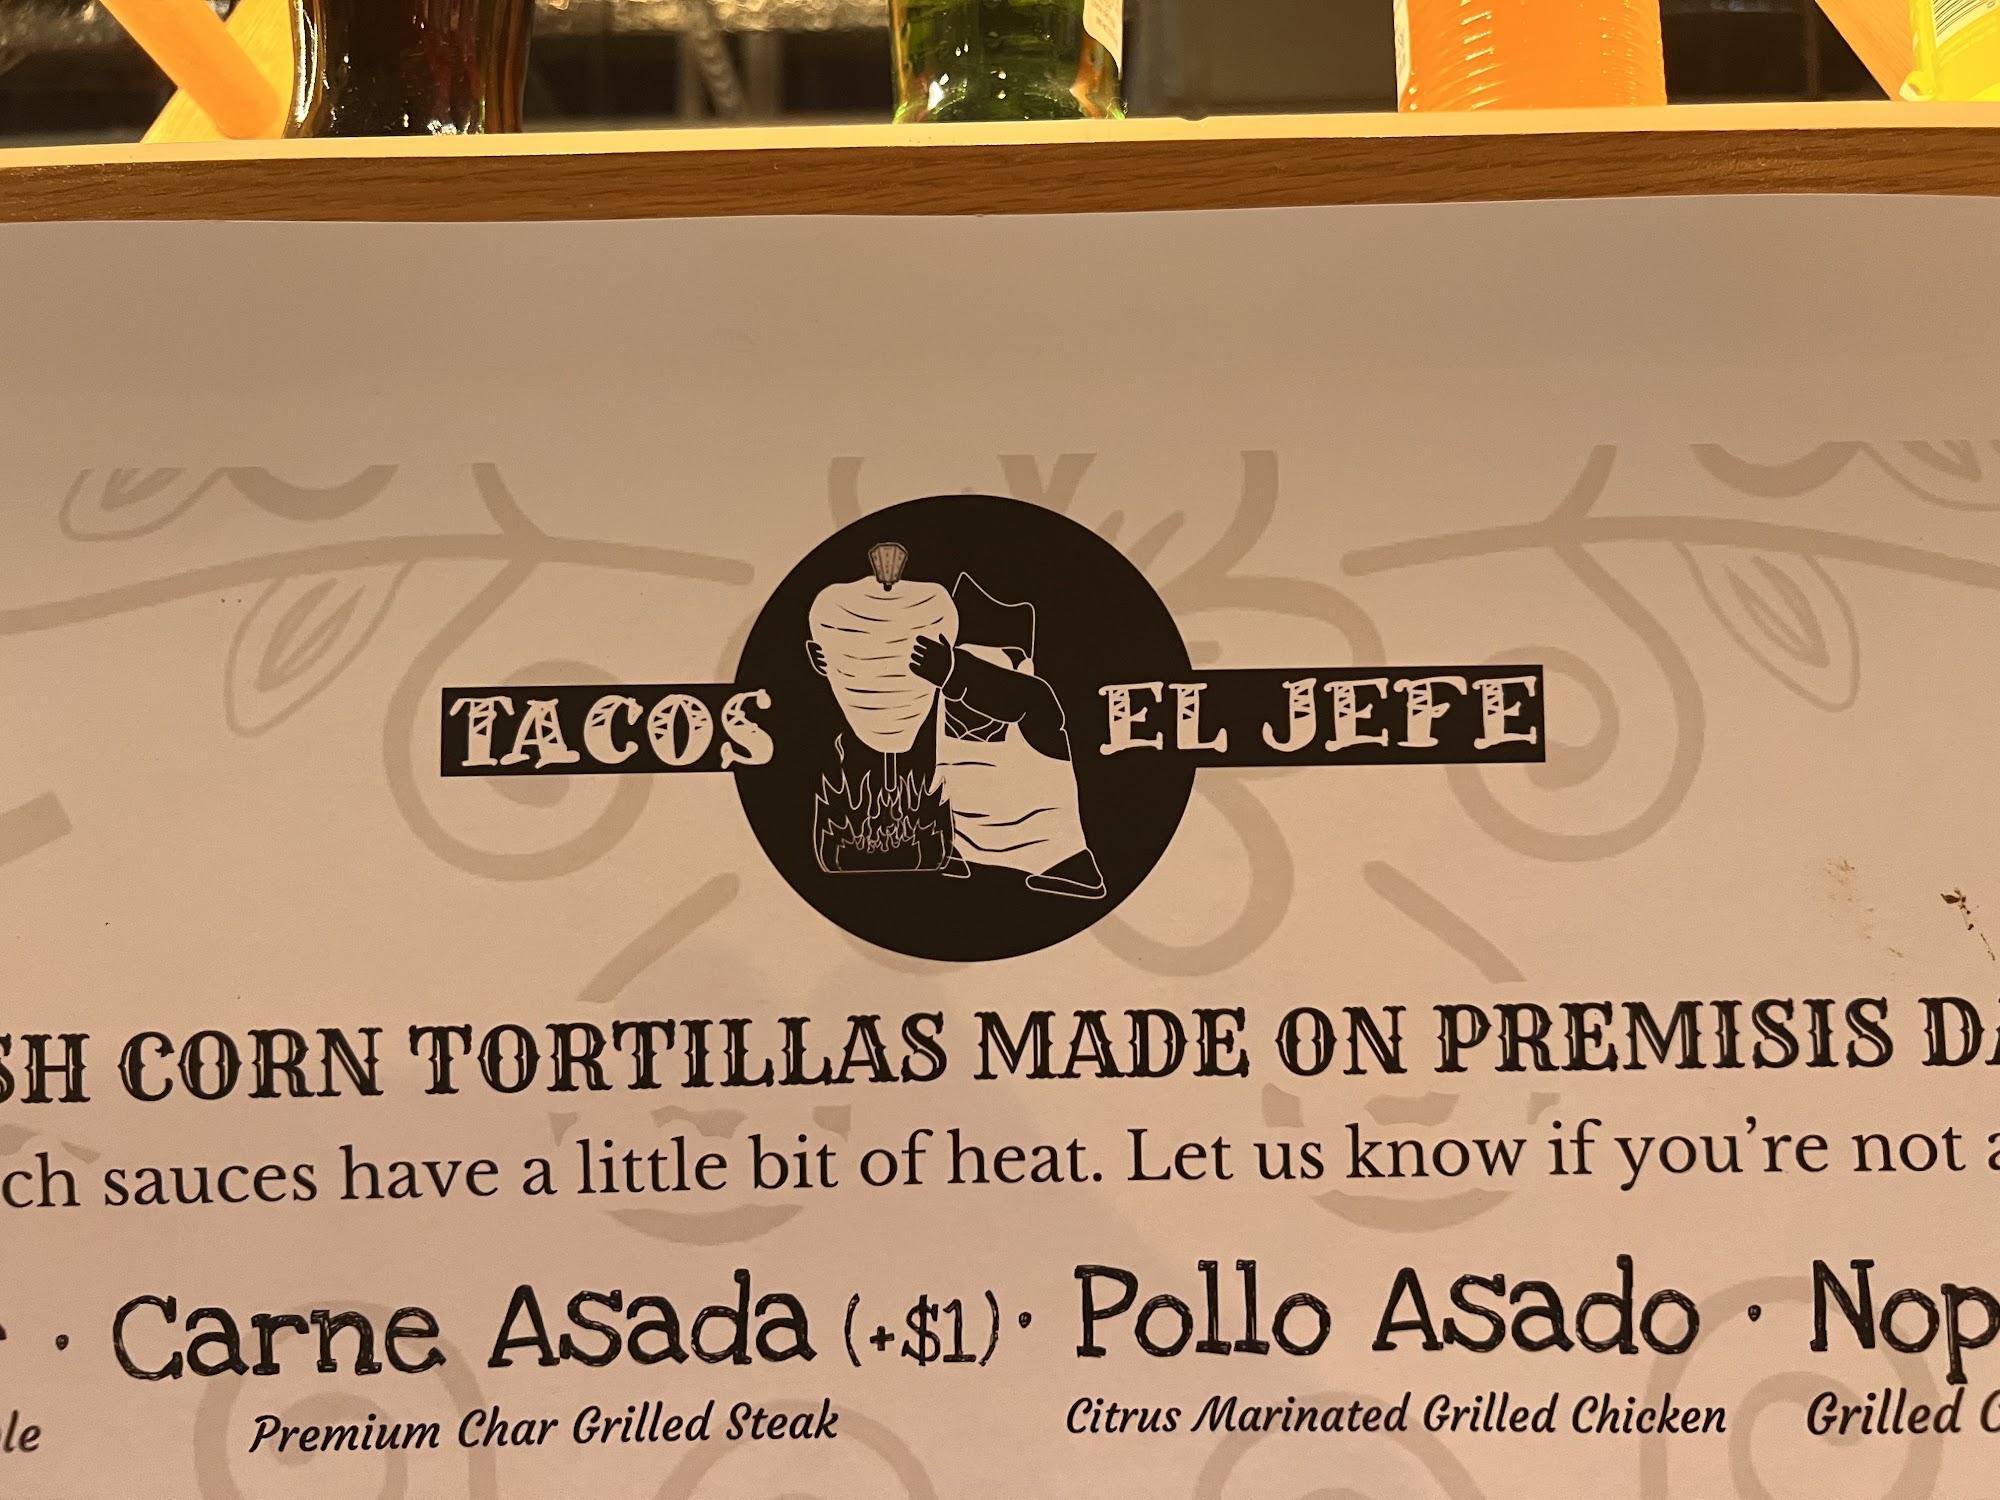 TACOS EL JEFE
SH CORN TORTILLAS MADE ON PREMISIS DA
ch sauces have a little bit of heat. Let us know if you're not a
· Carne Asada (+$1) · Pollo Asado · Nop
le Premium Char Grilled Steak Citrus Marinated Grilled Chicken Grilled C